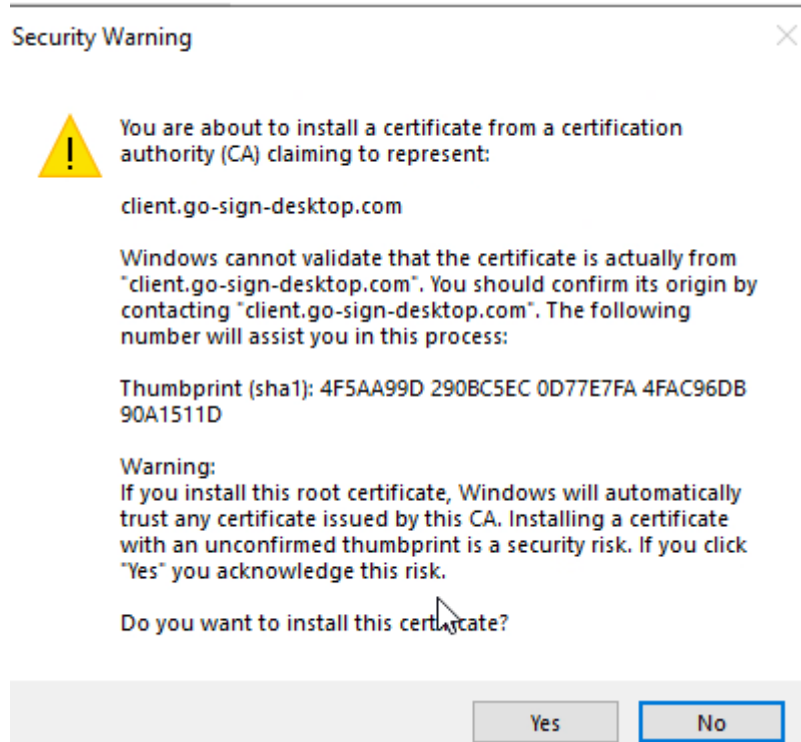 Security Warning
You are about to install a certificate from a certification
authority (CA) claiming to represent:
client.go-sign-desktop.com
Windows cannot validate that the certificate is actually from
"client.go-sign-desktop.com". You should confirm its origin by
contacting "client.go-sign-desktop.com". The following
number will assist you in this process:
Thumbprint (sha1): 4F5AA99D 290BC5EC 0D77E7FA 4FAC96DB
90A1511D
Warning:
If you install this root certificate, Windows will automatically
trust any certificate issued by this CA. Installing a certificate
with an unconfirmed thumbprint is a security risk. If you click
"Yes" you acknowledge this risk.
Do you want to install this certificate?
Yes
No